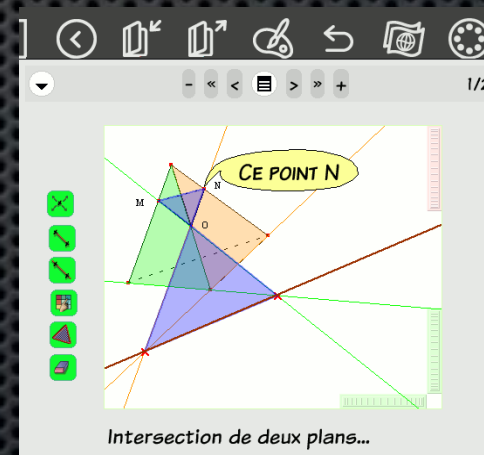 - « < > » +
1/2
CE POINT N
N
M
O
Intersection de deux plans...